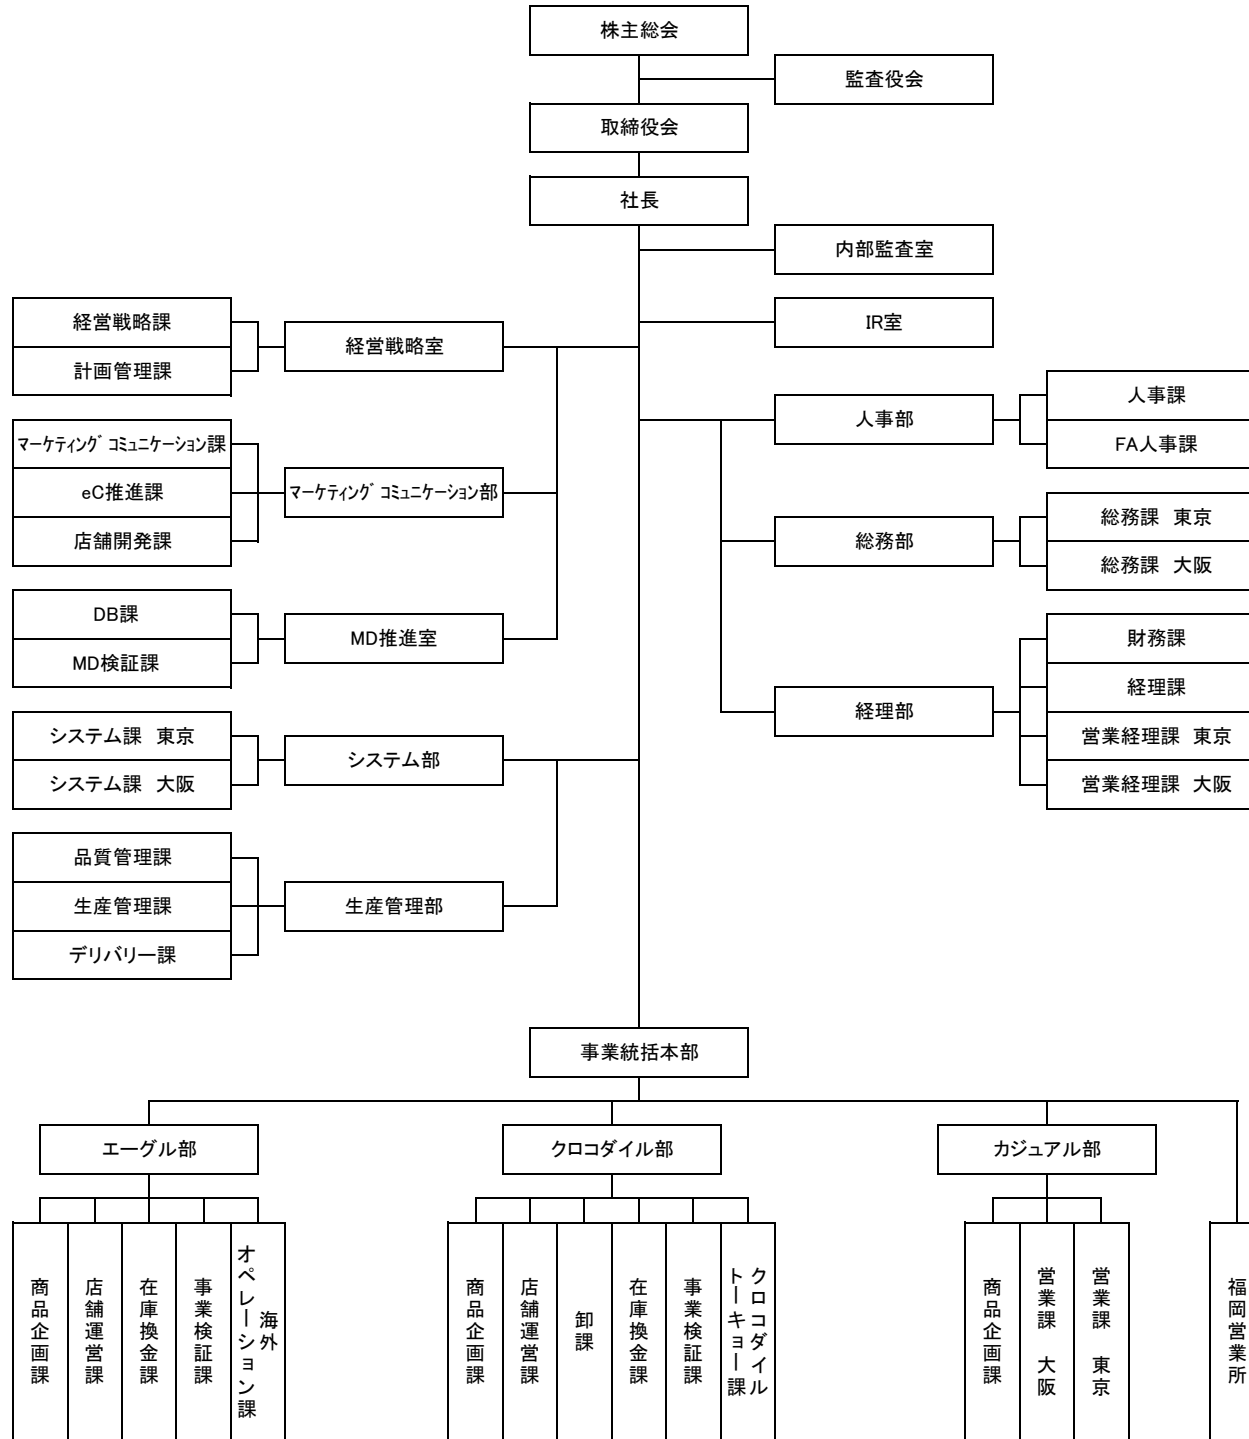 株主総会
監査役会
取締役会
社長
内部監査室
IR室
経営戦略課
計画管理課
経営戦略室
人事部
人事課
FA人事課
マーケティングコミュニケーション課
eC推進課
店舗開発課
マーケティングコミュニケーション部
総務部
総務課　東京
総務課　大阪
DB課
MD検証課
MD推進室
経理部
財務課
経理課
営業経理課　東京
営業経理課　大阪
システム課　東京
システム課　大阪
システム部
品質管理課
生産管理課
デリバリー課
生産管理部
事業統括本部
エーグル部
クロコダイル部
カジュアル部
商品企画課
店舗運営課
在庫換金課
事業検証課
海外
オペレーション課
商品企画課
店舗運営課
卸課
在庫換金課
事業検証課
クロコダイル
トーキョー課
商品企画課
営業課　大阪
営業課　東京
福岡営業所